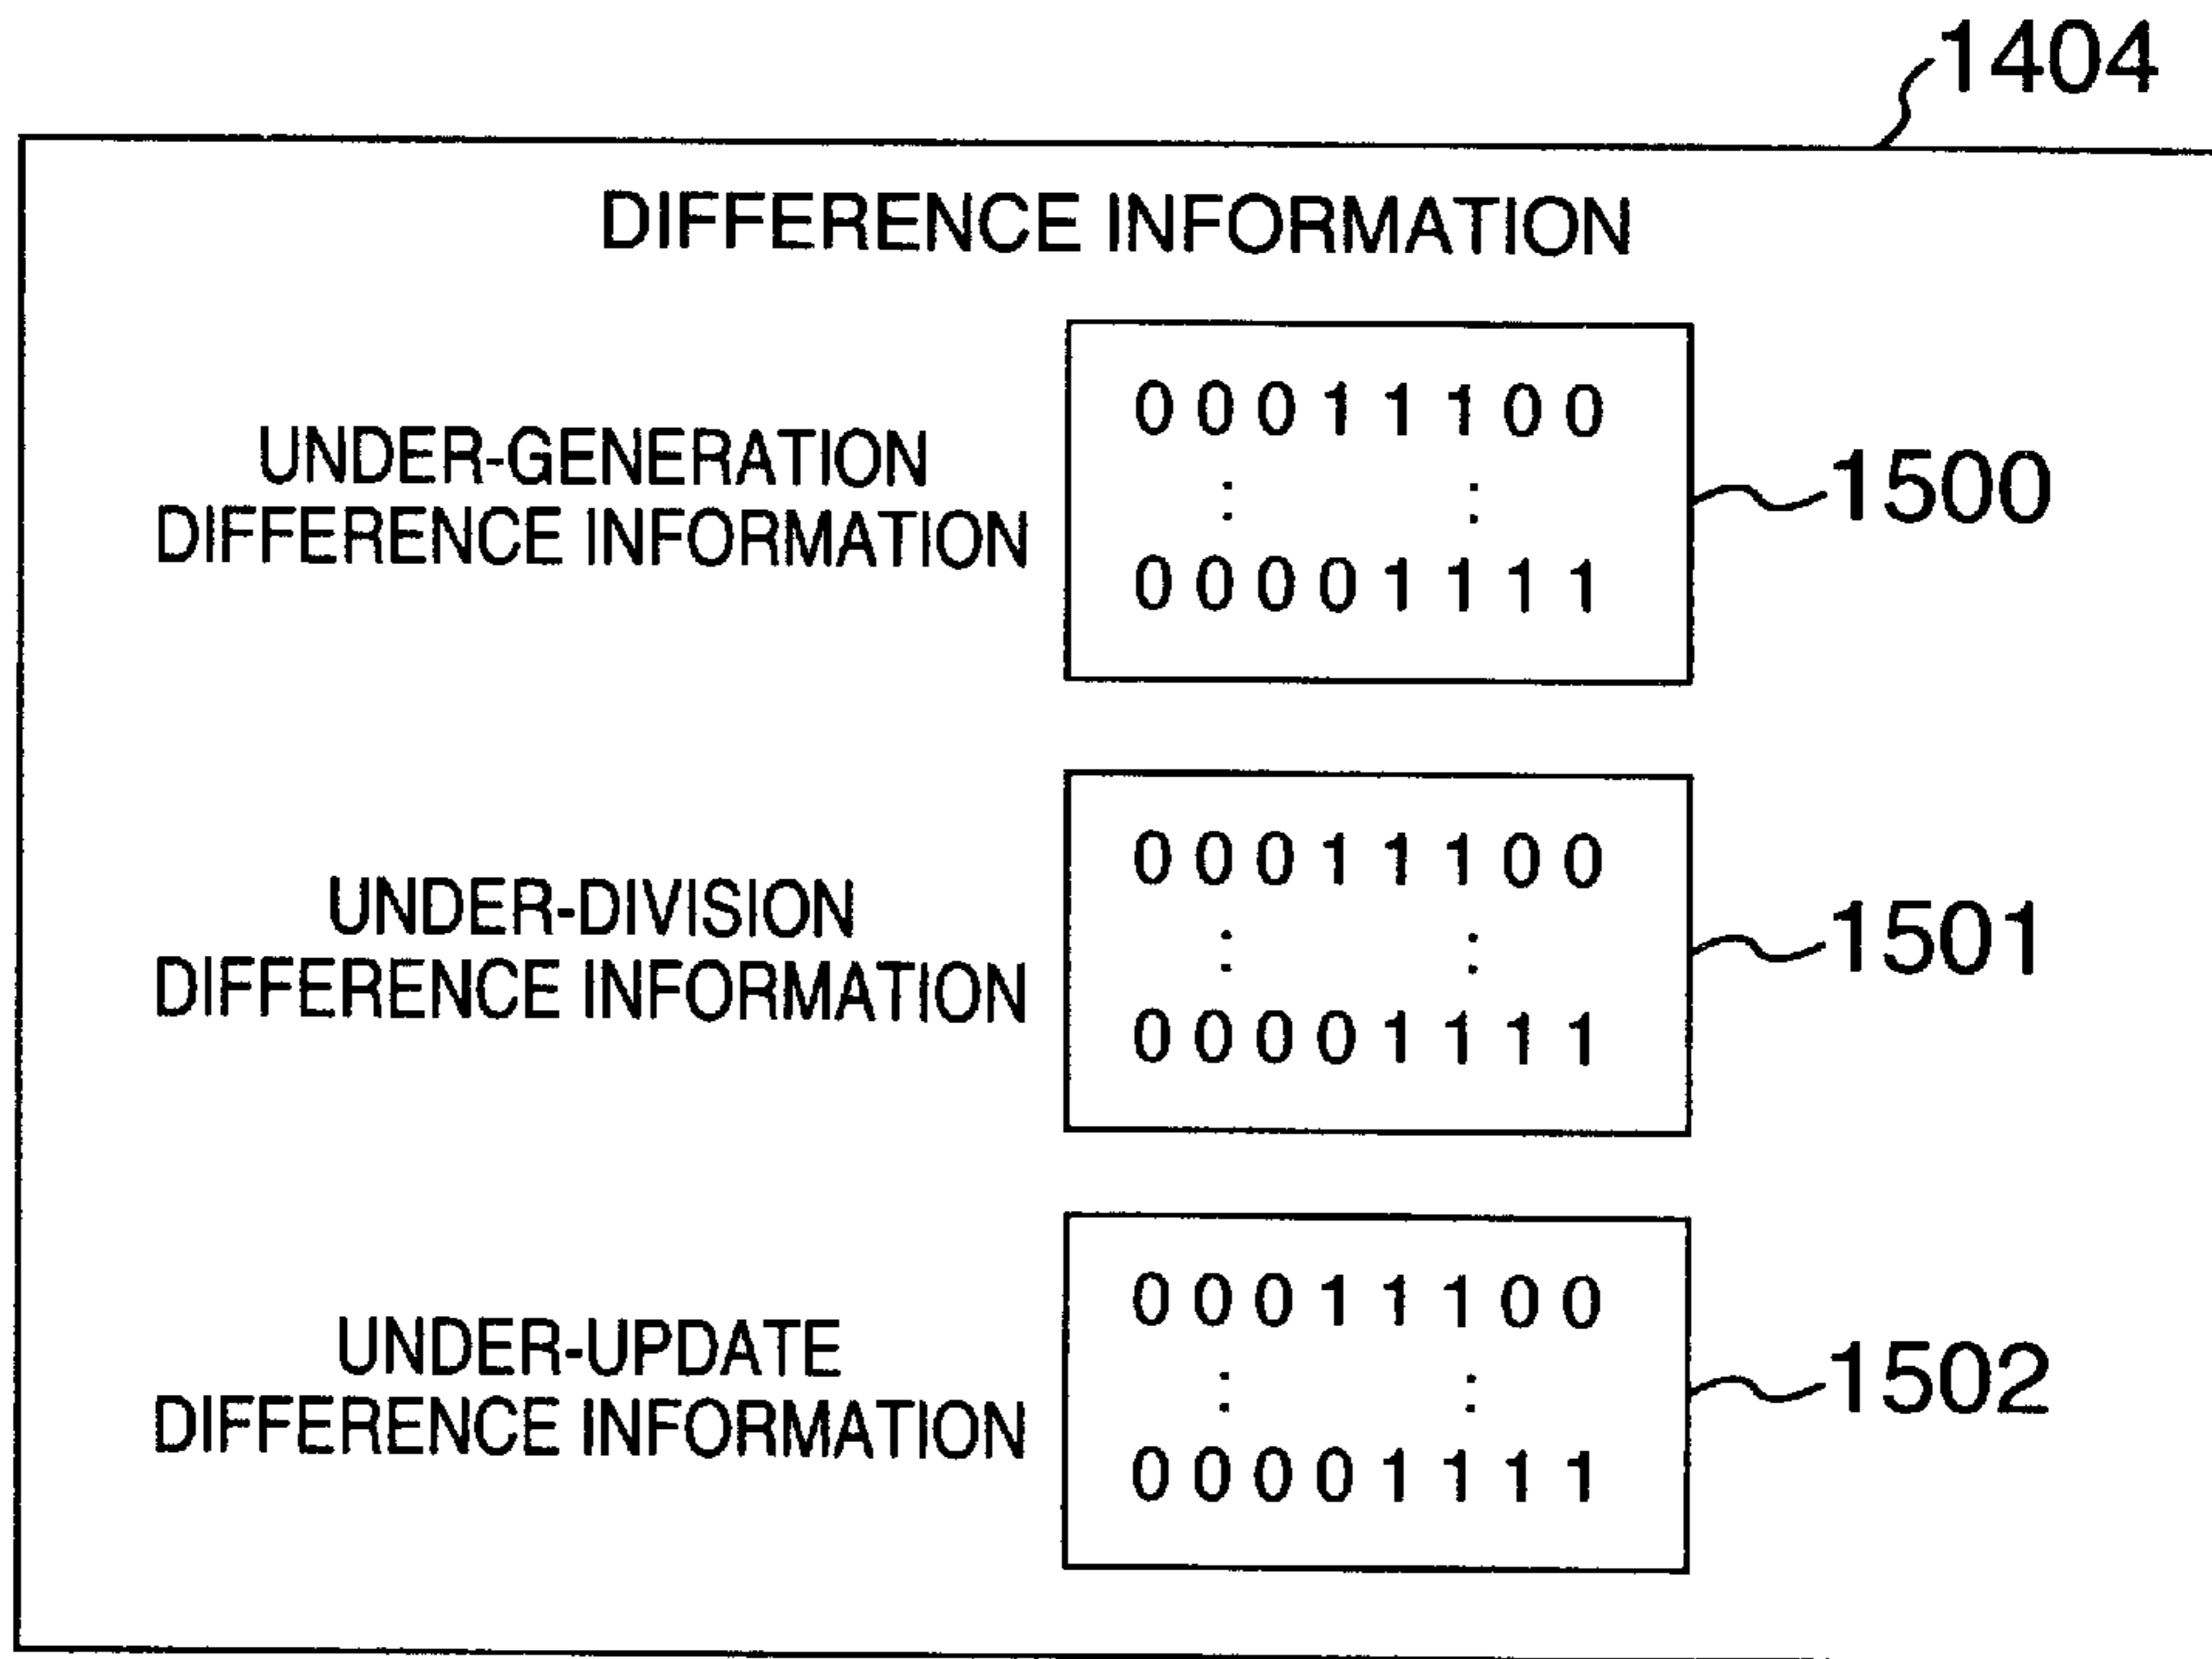 1404
DIFFERENCE INFORMATION
0 0 0 1 1 1 0 0
UNDER-GENERATION
: :
1500
DIFFERENCE INFORMATION
0 0 0 0 1 1 1 1
0 0 0 1 1 1 0 0
UNDER-DIVISION
: :
1501
DIFFERENCE INFORMATION
0 0 0 0 1 1 1 1
0 0 0 1 1 1 0 0
UNDER-UPDATE
: :
1502
DIFFERENCE INFORMATION
0 0 0 0 1 1 1 1